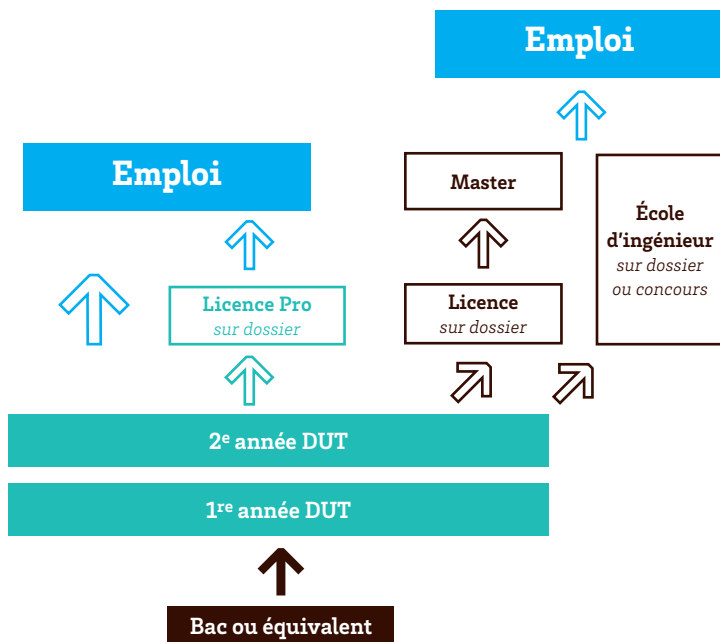 Emploi
Emploi
Master
École
d'ingénieur
sur dossier
ou concours
Licence Pro
sur dossier
Licence
sur dossier
2e année DUT
1re année DUT
Bac ou équivalent